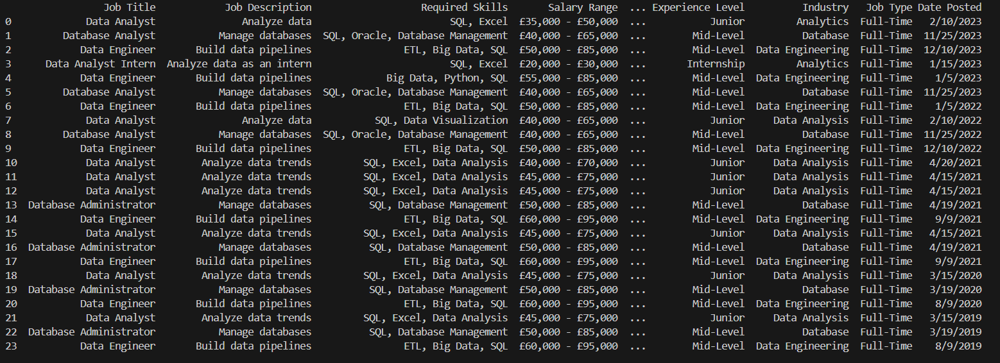 Job Title Job Description Required Skills Salary Range ... Experience Level Industry Job Type Date Posted
0 Data Analyst Analyze data SQL, Excel £35,000 - £50,000 ... Junior Analytics Full-Time 2/10/2023
1 Database Analyst Manage databases SQL, Oracle, Database Management £40,000 - £65,000 ... Mid-Level Database Full-Time 11/25/2023
2 Data Engineer Build data pipelines ETL, Big Data, SQL £50,000 - £85,000 ... Mid-Level Data Engineering Full-Time 12/10/2023
3 Data Analyst Intern Analyze data as an intern SQL, Excel £20,000 - £30,000 ... Internship Analytics Full-Time 1/15/2023
4 Data Engineer Build data pipelines Big Data, Python, SQL £55,000 - £85,000 ... Mid-Level Data Engineering Full-Time 1/5/2023
5 Database Analyst Manage databases SQL, Oracle, Database Management £40,000 - £65,000 ... Mid-Level Database Full-Time 11/25/2023
6 Data Engineer Build data pipelines ETL, Big Data, SQL £50,000 - £85,000 ... Mid-Level Data Engineering Full-Time 1/5/2022
7 Data Analyst Analyze data SQL, Data Visualization £40,000 - £65,000 ... Junior Data Analysis Full-Time 2/10/2022
8 Database Analyst Manage databases SQL, Oracle, Database Management £40,000 - £65,000 ... Mid-Level Database Full-Time 11/25/2022
9 Data Engineer Build data pipelines ETL, Big Data, SQL £50,000 - £85,000 ... Mid-Level Data Engineering Full-Time 12/10/2022
10 Data Analyst Analyze data trends SQL, Excel, Data Analysis £40,000 - £70,000 ... Junior Data Analysis Full-Time 4/20/2021
11 Data Analyst Analyze data trends SQL, Excel, Data Analysis £45,000 - £75,000 ... Junior Data Analysis Full-Time 4/15/2021
12 Data Analyst Analyze data trends SQL, Excel, Data Analysis £45,000 - £75,000 ... Junior Data Analysis Full-Time 4/15/2021
13 Database Administrator Manage databases SQL, Database Management £50,000 - £85,000 ... Mid-Level Database Full-Time 4/19/2021
14 Data Engineer Build data pipelines ETL, Big Data, SQL £60,000 - £95,000 ... Mid-Level Data Engineering Full-Time 9/9/2021
15 Data Analyst Analyze data trends SQL, Excel, Data Analysis £45,000 - £75,000 ... Junior Data Analysis Full-Time 4/15/2021
16 Database Administrator Manage databases SQL, Database Management £50,000 - £85,000 ... Mid-Level Database Full-Time 4/19/2021
17 Data Engineer Build data pipelines ETL, Big Data, SQL £60,000 - £95,000 ... Mid-Level Data Engineering Full-Time 9/9/2021
18 Data Analyst Analyze data trends SQL, Excel, Data Analysis £45,000 - £75,000 ... Junior Data Analysis Full-Time 3/15/2020
19 Database Administrator Manage databases SQL, Database Management £50,000 - £85,000 ... Mid-Level Database Full-Time 3/19/2020
20 Data Engineer Build data pipelines ETL, Big Data, SQL £60,000 - £95,000 ... Mid-Level Data Engineering Full-Time 8/9/2020
21 Data Analyst Analyze data trends SQL, Excel, Data Analysis £45,000 - £75,000 ... Junior Data Analysis Full-Time 3/15/2019
22 Database Administrator Manage databases SQL, Database Management £50,000 - £85,000 ... Mid-Level Database Full-Time 3/19/2019
23 Data Engineer Build data pipelines ETL, Big Data, SQL £60,000 - £95,000 ... Mid-Level Data Engineering Full-Time 8/9/2019